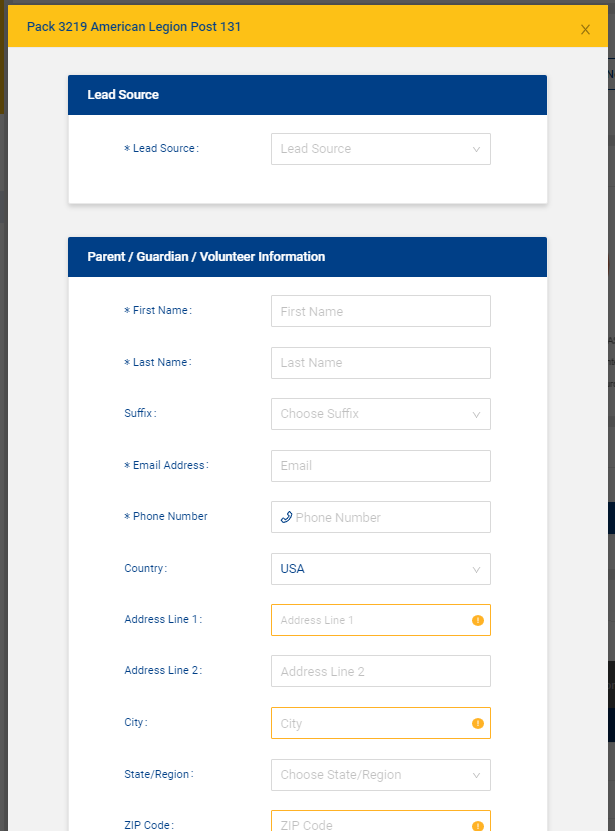 Pack 3219 American Legion Post 131
Lead Source
* Lead Source: Lead Source
Parent / Guardian / Volunteer Information
* First Name: First Name
* Last Name: Last Name
Suffix: Choose Suffix
* Email Address: Email
* Phone Number Phone Number
Country: USA
Address Line 1: Address Line 1
Address Line 2: Address Line 2
City: City
State/Region: Choose State/Region
ZIP Code: ZIP Code